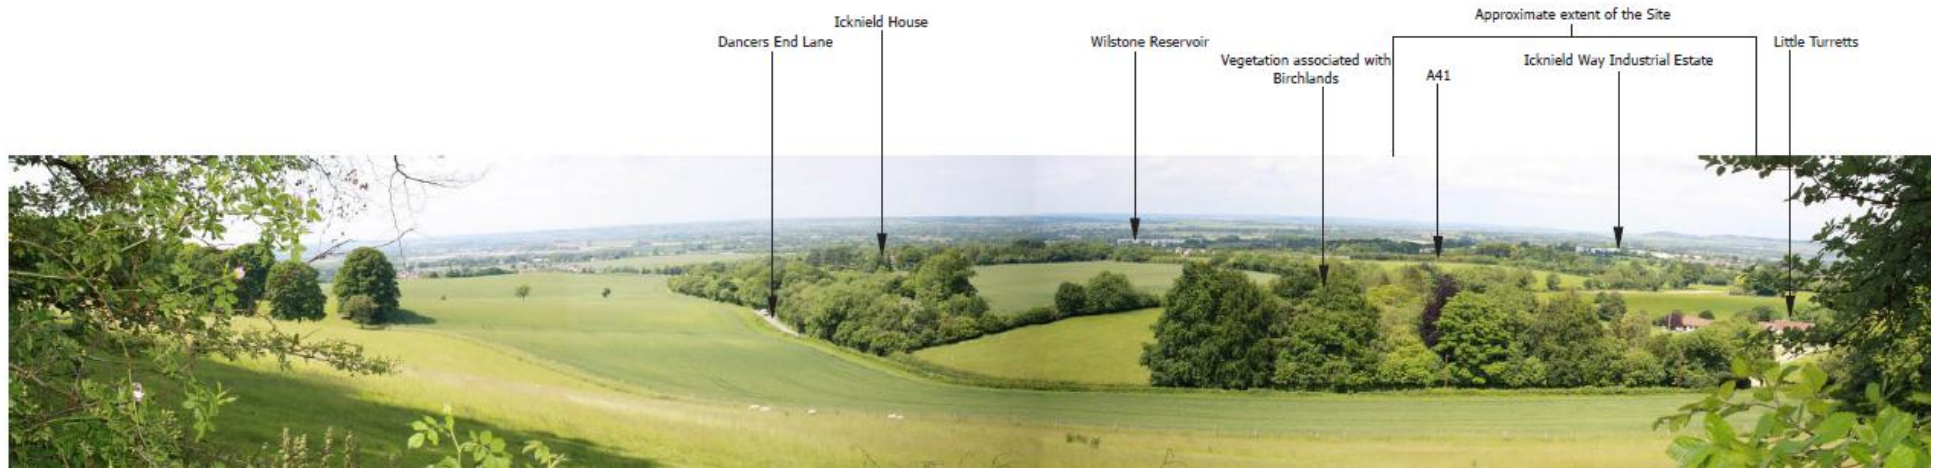 Approximate extent of the Site
Icknield House
Dancers End Lane
Wilstone Reservoir
Little Turretts
Vegetation associated with
Birchlands
Icknield Way Industrial Estate
A41